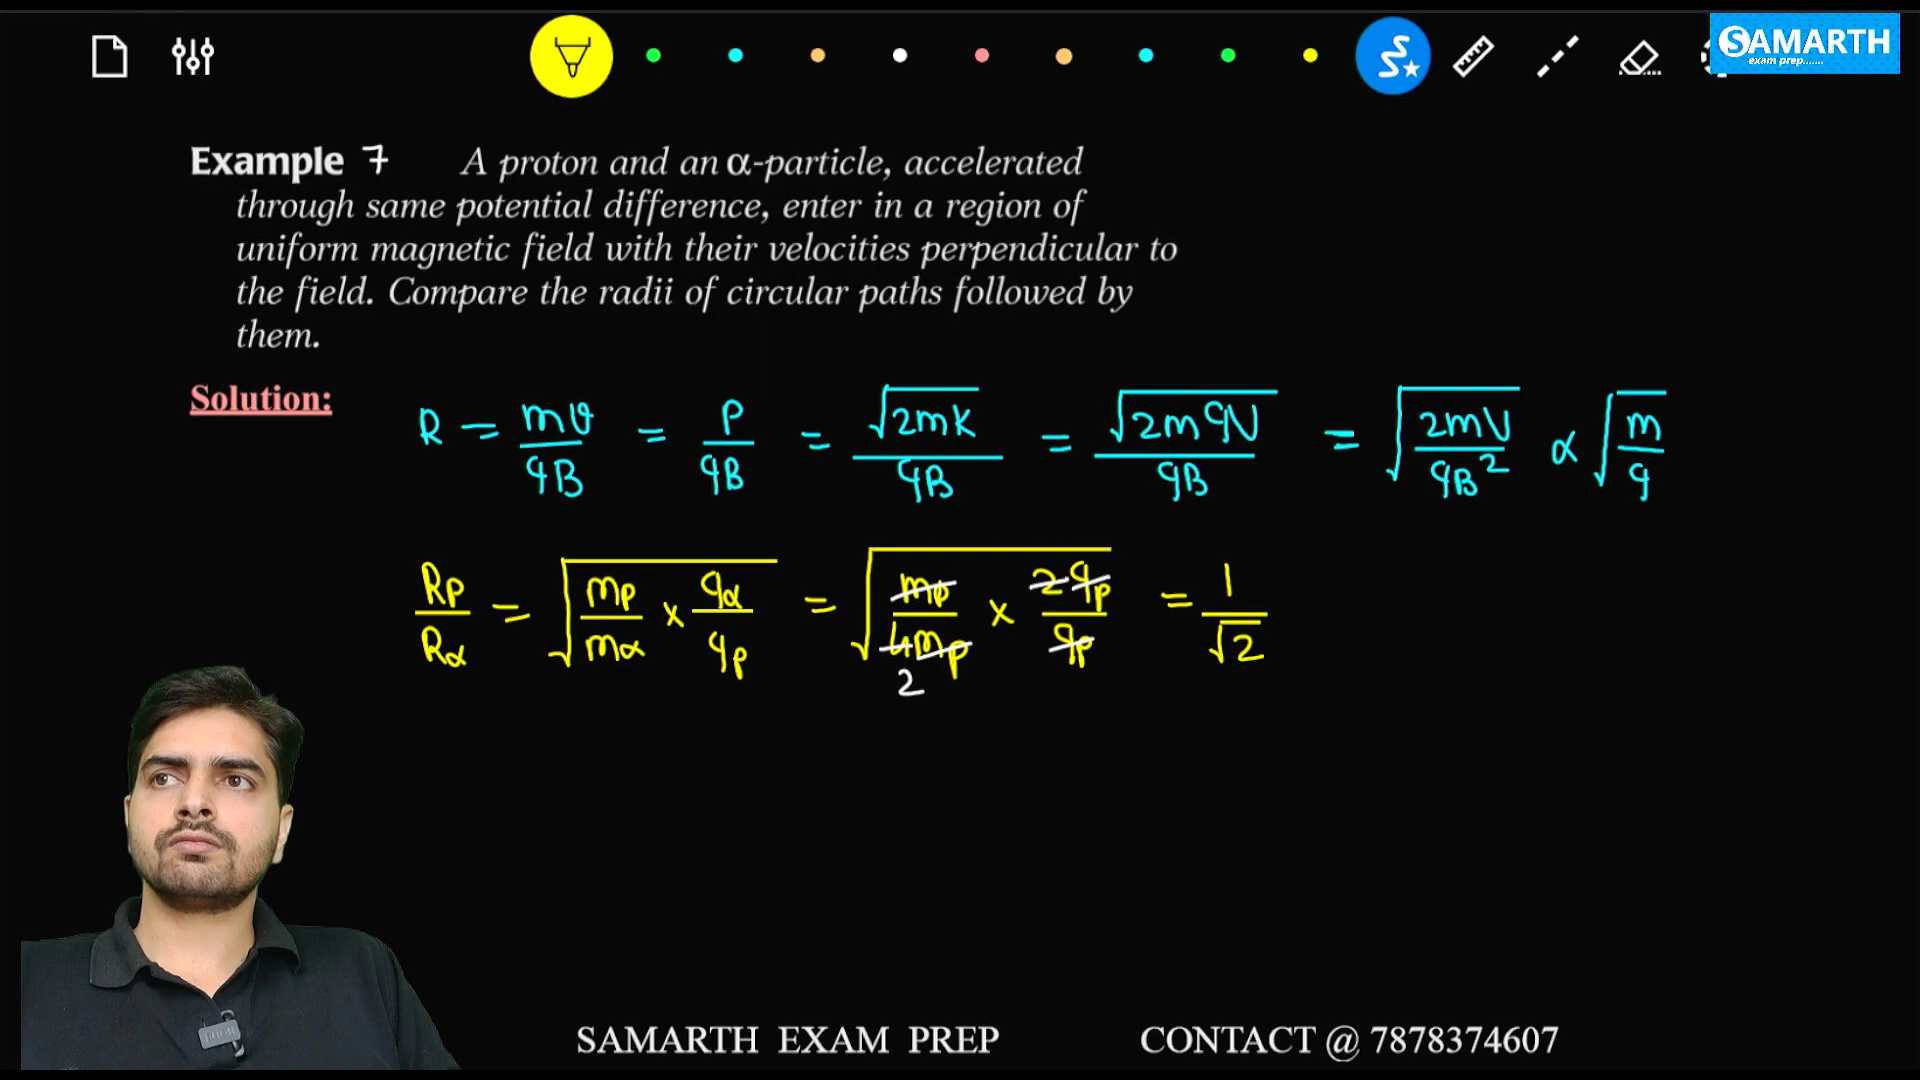 SAMARTH
exam prep.......
Example 7 A proton and an α-particle, accelerated
through same potential difference, enter in a region of
uniform magnetic field with their velocities perpendicular to
the field. Compare the radii of circular paths followed by
them.
Solution:
R = mv/qB = P/qB = √2mK/qB = √2mqV/qB = √(2mV/qB²) ∝ √(m/q)
Rp/Rα = √(mp/mα × qα/qp) = √(mp/4mp × 2qp/qp) = 1/√2
2
SAMARTH EXAM PREP CONTACT @ 7878374607